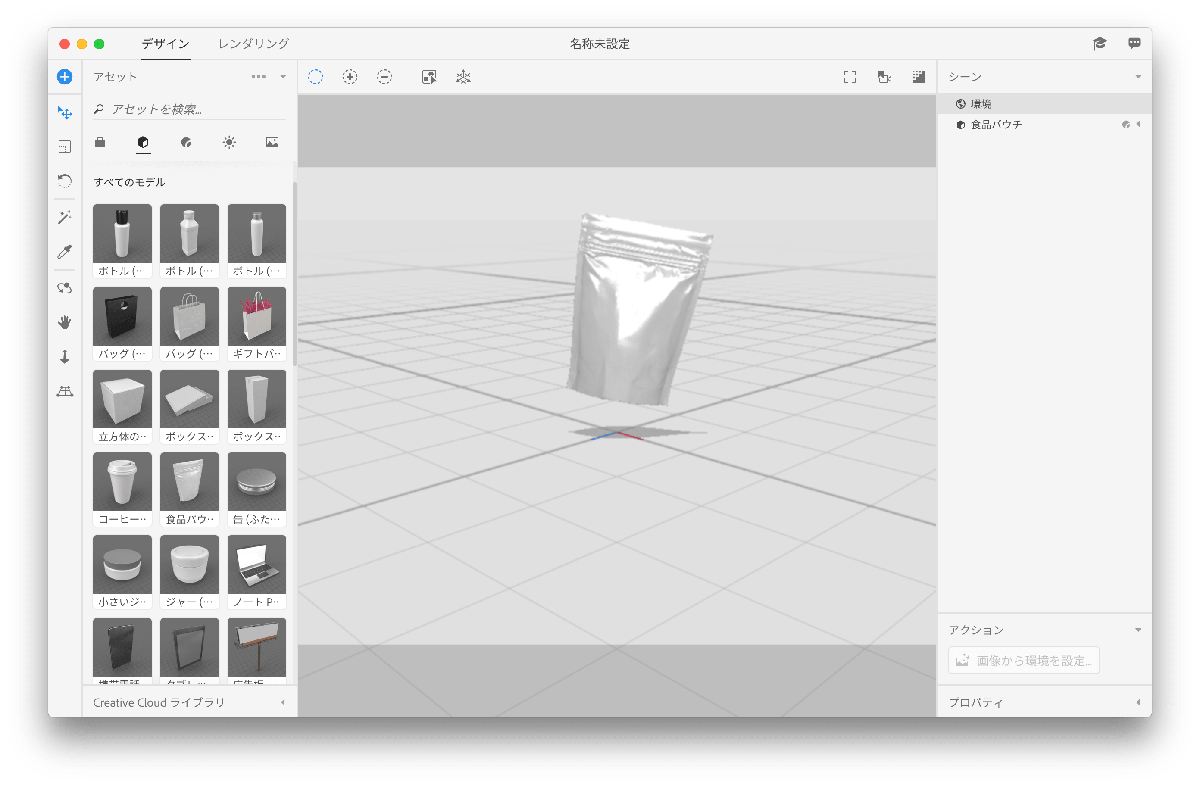 デザイン
レンダリング
名称未設定
アセット
シーン
アセットを検索...
環境
食品パウチ
すべてのモデル
ボトル (…
ボトル (…
ボトル (…
バッグ (…
バッグ (…
ギフトバ…
立方体の…
ボックス…
ボックス…
コーヒー…
食品パウ…
缶 (ふた…
小さいジ…
ジャー (…
ノート P…
アクション
画像から環境を設定...
Creative Cloud ライブラリ
プロパティ